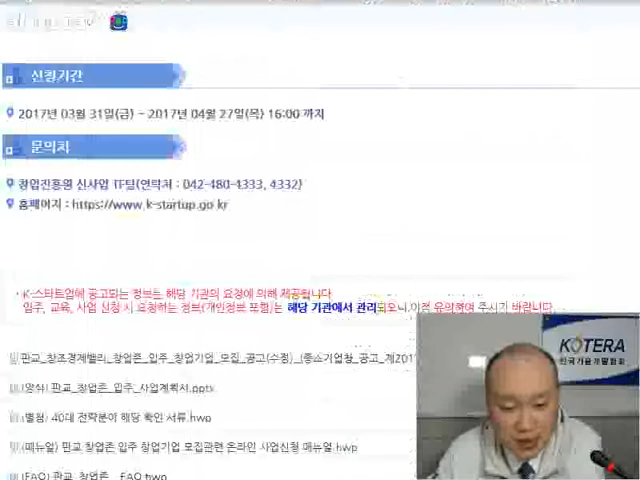 신청기간
2017년 03월 31일(금) ~ 2017년 04월 27일(목) 16:00 까지
문의처
창업진흥원 신사업 TF팀(연락처 : 042-480-4333, 4332)
홈페이지 : https://www.k-startup.go.kr
· K-스타트업에 공고되는 정보는 해당 기관의 요청에 의해 제공됩니다
입주, 교육, 사업 신청 시 요청하는 정보(개인정보 포함)는 해당 기관에서 관리되오니 이점 유의하여 주시기 바랍니다.
판교_창조경제밸리_창업존_입주_창업기업_모집_공고(수정)_(중소기업청_공고_제201
(양식) 판교_창업존_입주_사업계획서.pptx
(별첨) 40대 전략분야 해당 확인 서류.hwp
(매뉴얼) 판교 창업존 입주 창업기업 모집관련 온라인 사업신청 매뉴얼.hwp
(FAQ) 판교_창업존_ FAQ.hwp
KOTERA
한국기술개발협회